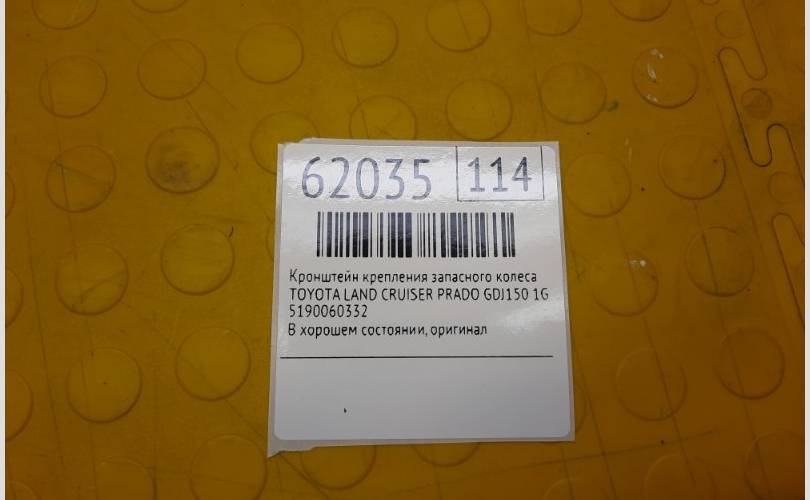 62035 114
Кронштейн крепления запасного колеса
TOYOTA LAND CRUISER PRADO GDJ150 1G
5190060332
В хорошем состоянии, оригинал